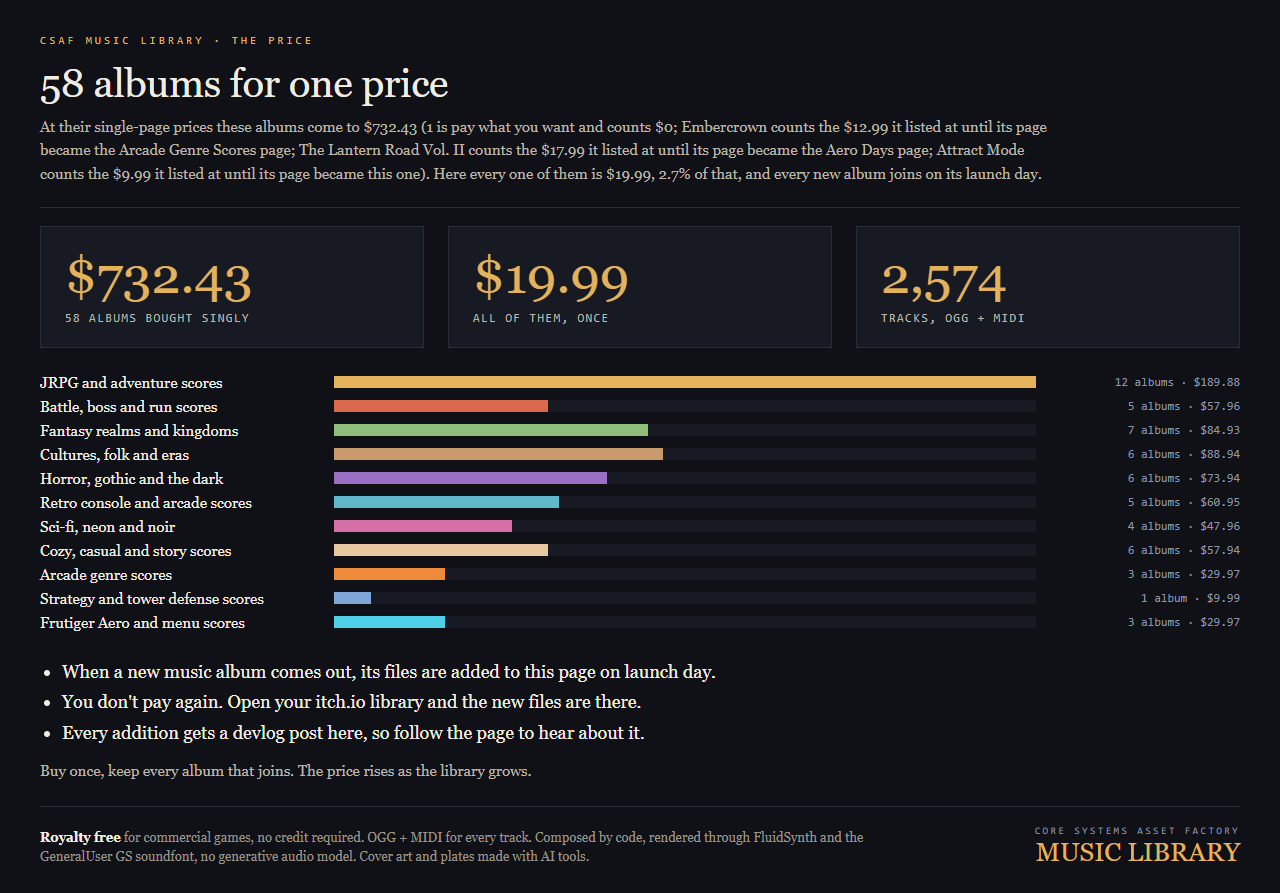 CSAF MUSIC LIBRARY · THE PRICE
58 albums for one price
At their single-page prices these albums come to $732.43 (1 is pay what you want and counts $0; Embercrown counts the $12.99 it listed at until its page
became the Arcade Genre Scores page; The Lantern Road Vol. II counts the $17.99 it listed at until its page became the Aero Days page; Attract Mode
counts the $9.99 it listed at until its page became this one). Here every one of them is $19.99, 2.7% of that, and every new album joins on its launch day.
$732.43
58 ALBUMS BOUGHT SINGLY
$19.99
ALL OF THEM, ONCE
2,574
TRACKS, OGG + MIDI
JRPG and adventure scores 12 albums · $189.88
Battle, boss and run scores 5 albums · $57.96
Fantasy realms and kingdoms 7 albums · $84.93
Cultures, folk and eras 6 albums · $88.94
Horror, gothic and the dark 6 albums · $73.94
Retro console and arcade scores 5 albums · $60.95
Sci-fi, neon and noir 4 albums · $47.96
Cozy, casual and story scores 6 albums · $57.94
Arcade genre scores 3 albums · $29.97
Strategy and tower defense scores 1 album · $9.99
Frutiger Aero and menu scores 3 albums · $29.97
• When a new music album comes out, its files are added to this page on launch day.
• You don't pay again. Open your itch.io library and the new files are there.
• Every addition gets a devlog post here, so follow the page to hear about it.
Buy once, keep every album that joins. The price rises as the library grows.
Royalty free for commercial games, no credit required. OGG + MIDI for every track. Composed by code, rendered through FluidSynth and the
GeneralUser GS soundfont, no generative audio model. Cover art and plates made with AI tools.
CORE SYSTEMS ASSET FACTORY
MUSIC LIBRARY